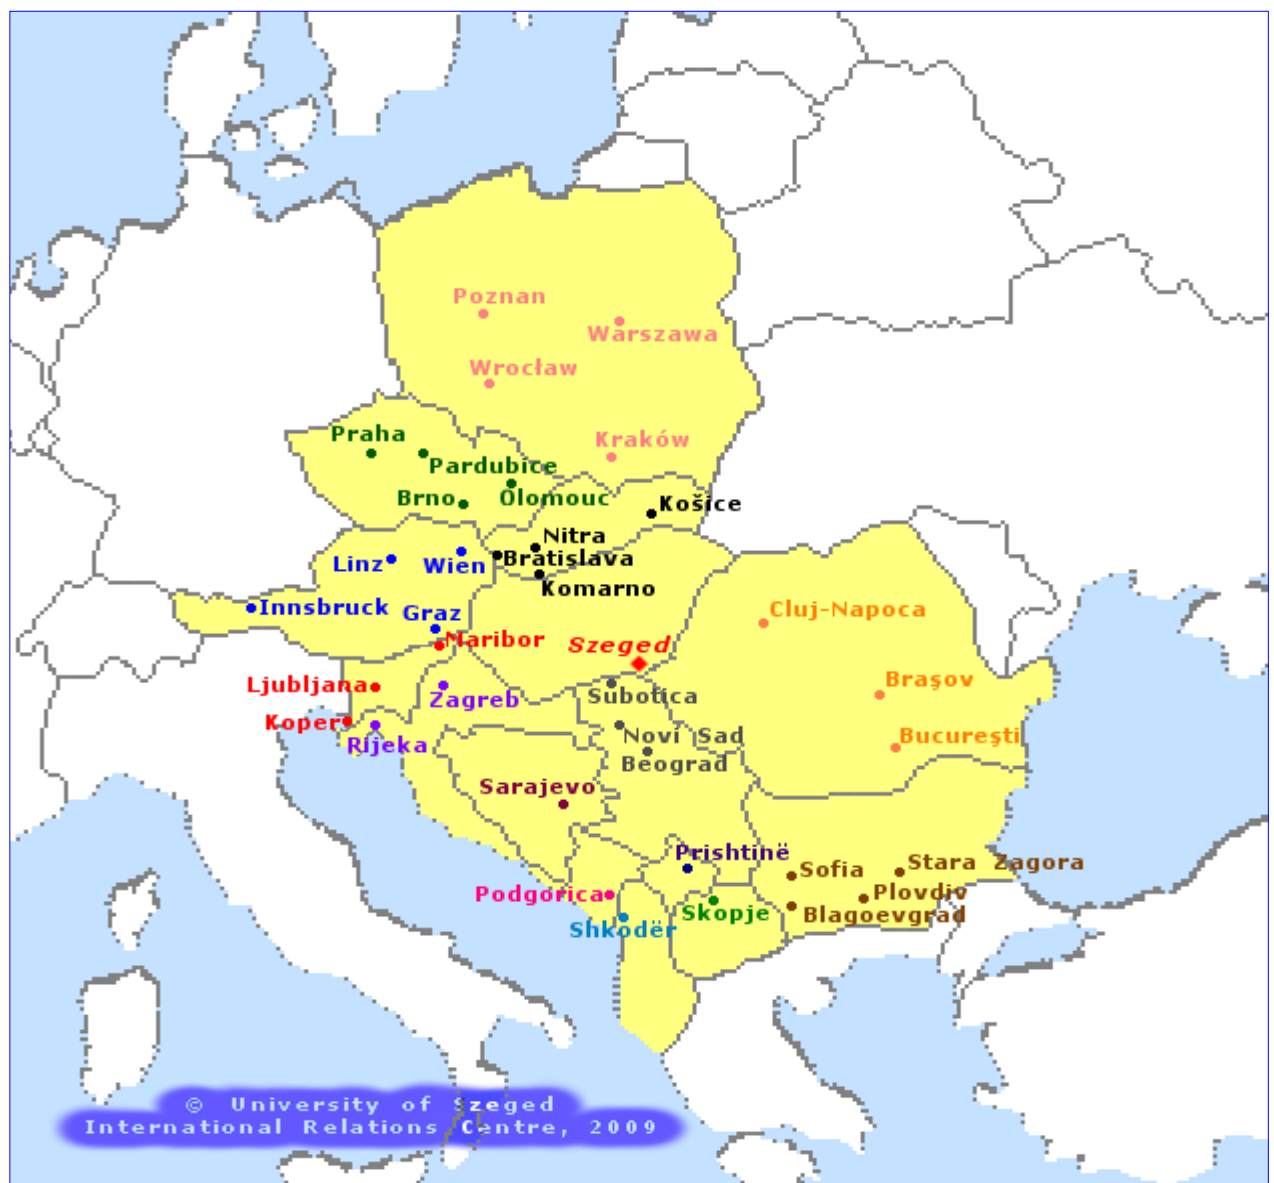 Poznan
Warszawa
Wrocław
Praha
Kraków
Pardubice
Brno
Olomouc
Košice
Nitra
Linz
Wien
Bratislava
Komarno
Innsbruck
Graz
Cluj-Napoca
Maribor
Szeged
Ljubljana
Braşov
Zagreb
Subotica
Koper
Rijeka
Novi Sad
Bucureşti
Beograd
Sarajevo
Prishtinë
Sofia
Stara Zagora
Podgorica
Plovdiv
Skopje
Blagoevgrad
Shkodër
© University of Szeged
International Relations Centre, 2009